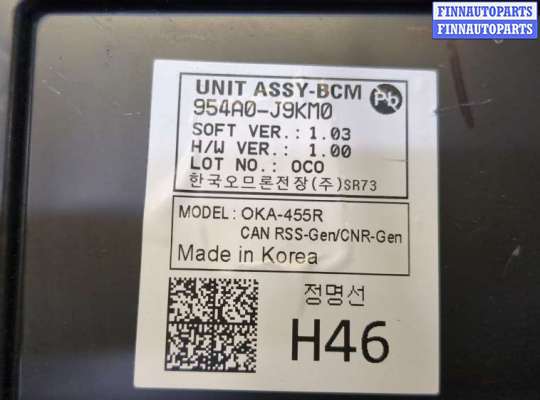 FINNAUTOPARTS
FINNAUTOPARTS
UNIT ASSY-BCM
Pb
954A0-J9KM0
SOFT VER.: 1.03
H/W VER.: 1.00
LOT NO.: OCO
한국오므론전장(주)SR73
MODEL: OKA-455R
CAN RSS-Gen/CNR-Gen
Made in Korea
정명선
H46